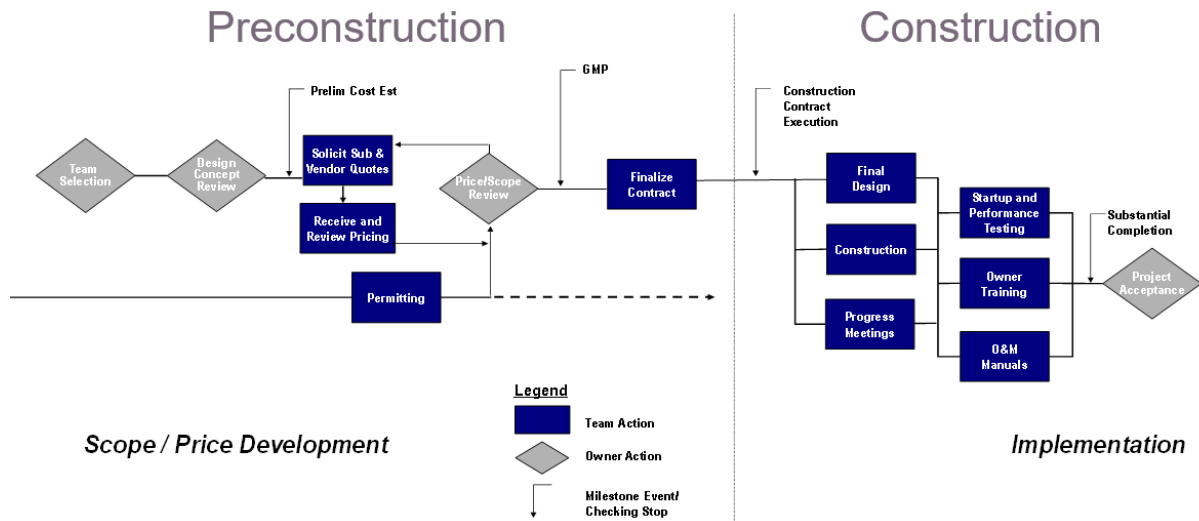 Preconstruction
Construction
GMP
Prelim Cost Est
Construction
Contract
Execution
Team
Selection
Design
Concept
Review
Solicit Sub &
Vendor Quotes
Receive and
Review Pricing
Price/Scope
Review
Finalize
Contract
Permitting
Final
Design
Construction
Progress
Meetings
Startup and
Performance
Testing
Owner
Training
O&M
Manuals
Substantial
Completion
Project
Acceptance
Legend
Team Action
Owner Action
Milestone Event/
Checking Stop
Scope / Price Development
Implementation